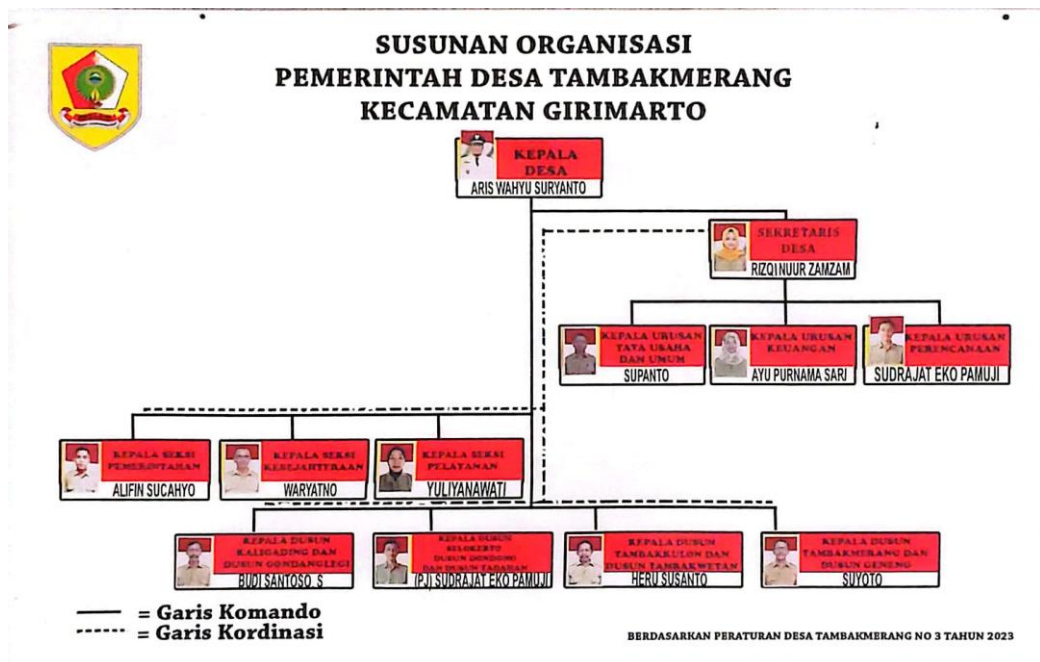 SUSUNAN ORGANISASI
PEMERINTAH DESA TAMBAKMERANG
KECAMATAN GIRIMARTO
KEPALA
DESA
ARIS WAHYU SURYANTO
SEKRETARIS
DESA
RIZQI NUUR ZAMZAM
KEPALA URUSAN
TATA USAHA
DAN UMUM
SUPANTO
KEPALA URUSAN
KEUANGAN
AYU PURNAMA SARI
KEPALA URUSAN
PERENCANAAN
SUDRAJAT EKO PAMUJI
KEPALA SEKSI
PEMERINTAHAN
ALIFIN SUCAHYO
KEPALA SEKSI
KESEJAHTERAAN
WARYATNO
KEPALA SEKSI
PELAYANAN
YULIYANAWATI
KEPALA DUSUN
KALIGADING DAN
DUSUN GONDANGLEGI
BUDI SANTOSO. S
KEPALA DUSUN
SELOKERTO
DUSUN
DAN DUSUN
(PJ) SUDRAJAT EKO PAMUJI
KEPALA DUSUN
TAMBAKKULON DAN
DUSUN TAMBAKWETAN
HERU SUSANTO
KEPALA DUSUN
TAMBAKMERANG DAN
DUSUN GENENG
SUYOTO
= Garis Komando
= Garis Kordinasi
BERDASARKAN PERATURAN DESA TAMBAKMERANG NO 3 TAHUN 2023